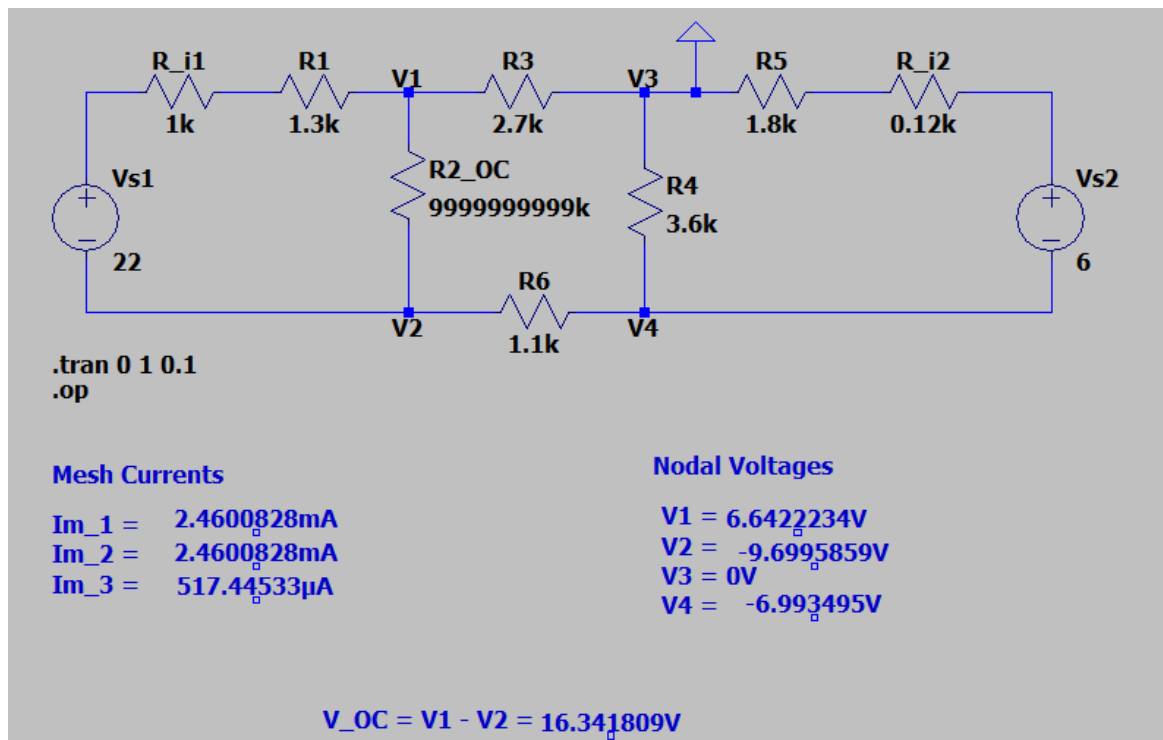 R_i1 R1 V1 R3 V3 R5 R_i2
1k 1.3k 2.7k 1.8k 0.12k
Vs1 R2_OC R4 Vs2
+ 9999999999k 3.6k +
−
−
22 R6 6
V2 1.1k V4
.tran 0 1 0.1
.op
Mesh Currents
Im_1 = 2.4600828mA
Im_2 = 2.4600828mA
Im_3 = 517.44533µA
Nodal Voltages
V1 = 6.6422234V
V2 = -9.6995859V
V3 = 0V
V4 = -6.993495V
V_OC = V1 - V2 = 16.341809V